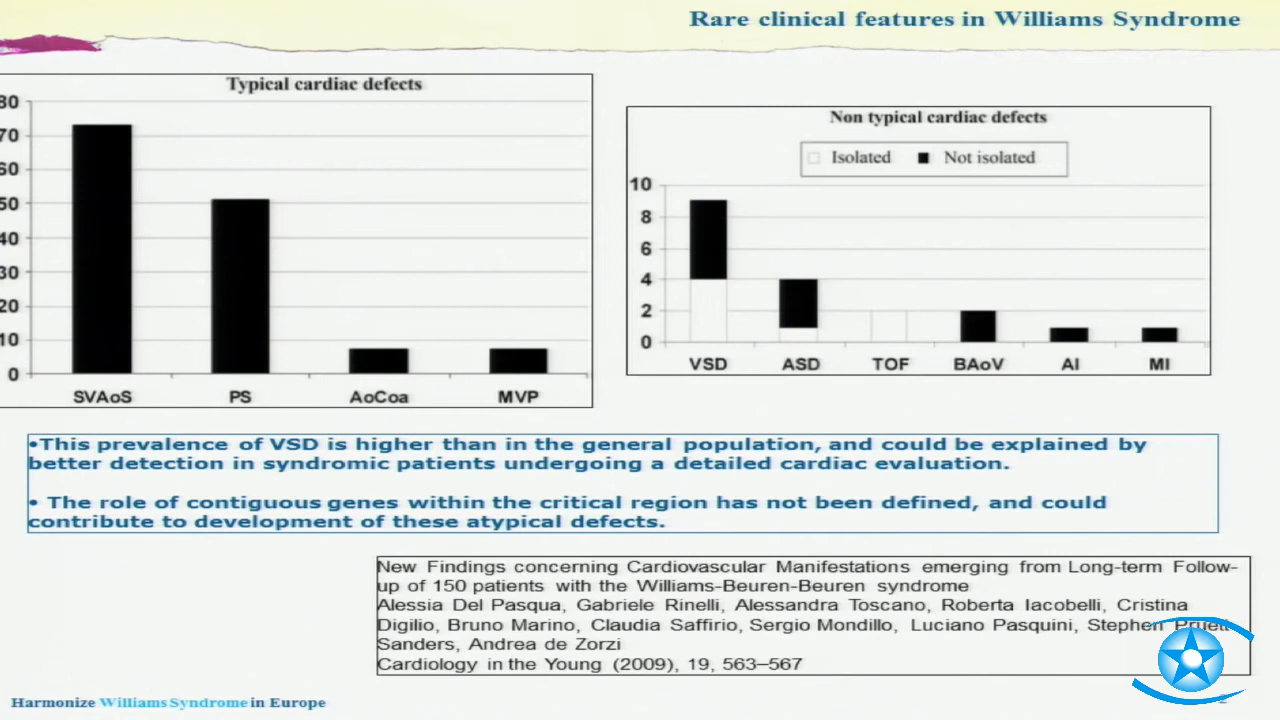 Rare clinical features in Williams Syndrome
Typical cardiac defects
80
70
60
50
40
30
20
10
0
SVAoS PS AoCoa MVP
Non typical cardiac defects
Isolated Not isolated
10
8
6
4
2
0
VSD ASD TOF BAoV AI MI
•This prevalence of VSD is higher than in the general population, and could be explained by
better detection in syndromic patients undergoing a detailed cardiac evaluation.
• The role of contiguous genes within the critical region has not been defined, and could
contribute to development of these atypical defects.
New Findings concerning Cardiovascular Manifestations emerging from Long-term Follow-
up of 150 patients with the Williams-Beuren-Beuren syndrome
Alessia Del Pasqua, Gabriele Rinelli, Alessandra Toscano, Roberta Iacobelli, Cristina
Digilio, Bruno Marino, Claudia Saffirio, Sergio Mondillo, Luciano Pasquini, Stephen Pruett
Sanders, Andrea de Zorzi
Cardiology in the Young (2009), 19, 563–567
Harmonize Williams Syndrome in Europe